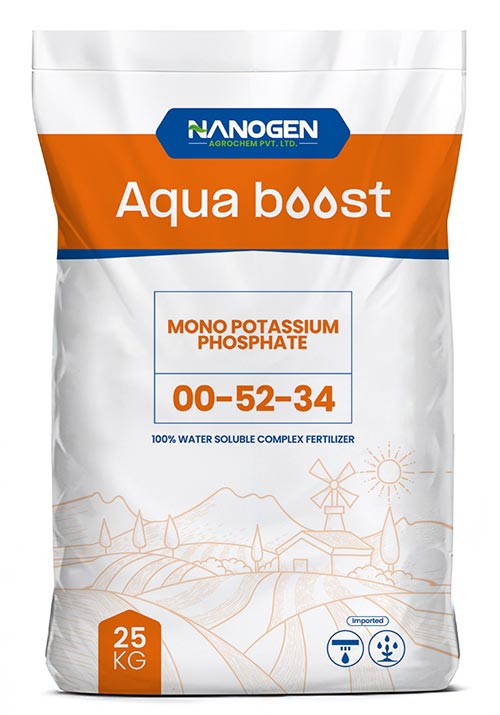 NANOGEN
AGROCHEM PVT. LTD.
Aqua boost
MONO POTASSIUM
PHOSPHATE
00-52-34
100% WATER SOLUBLE COMPLEX FERTILIZER
Imported
25
KG